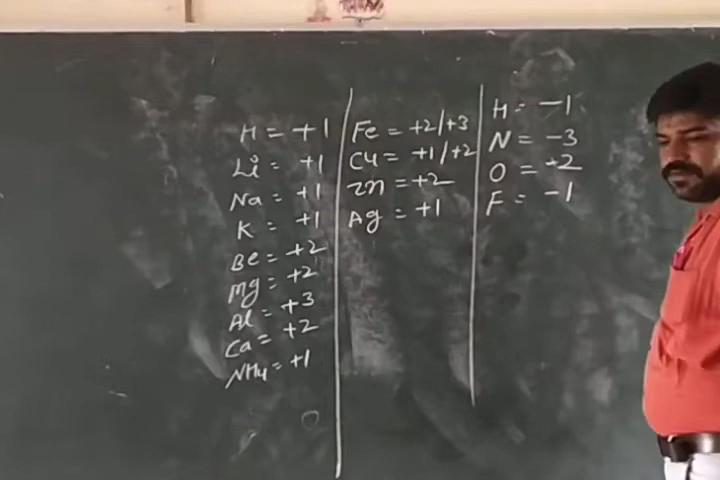 H = +1
Li = +1
Na = +1
K = +1
Be = +2
Mg = +2
Al = +3
Ca = +2
NH4 = +1
Fe = +2/+3
Cu = +1/+2
Zn = +2
Ag = +1
H = -1
N = -3
O = +2
F = -1